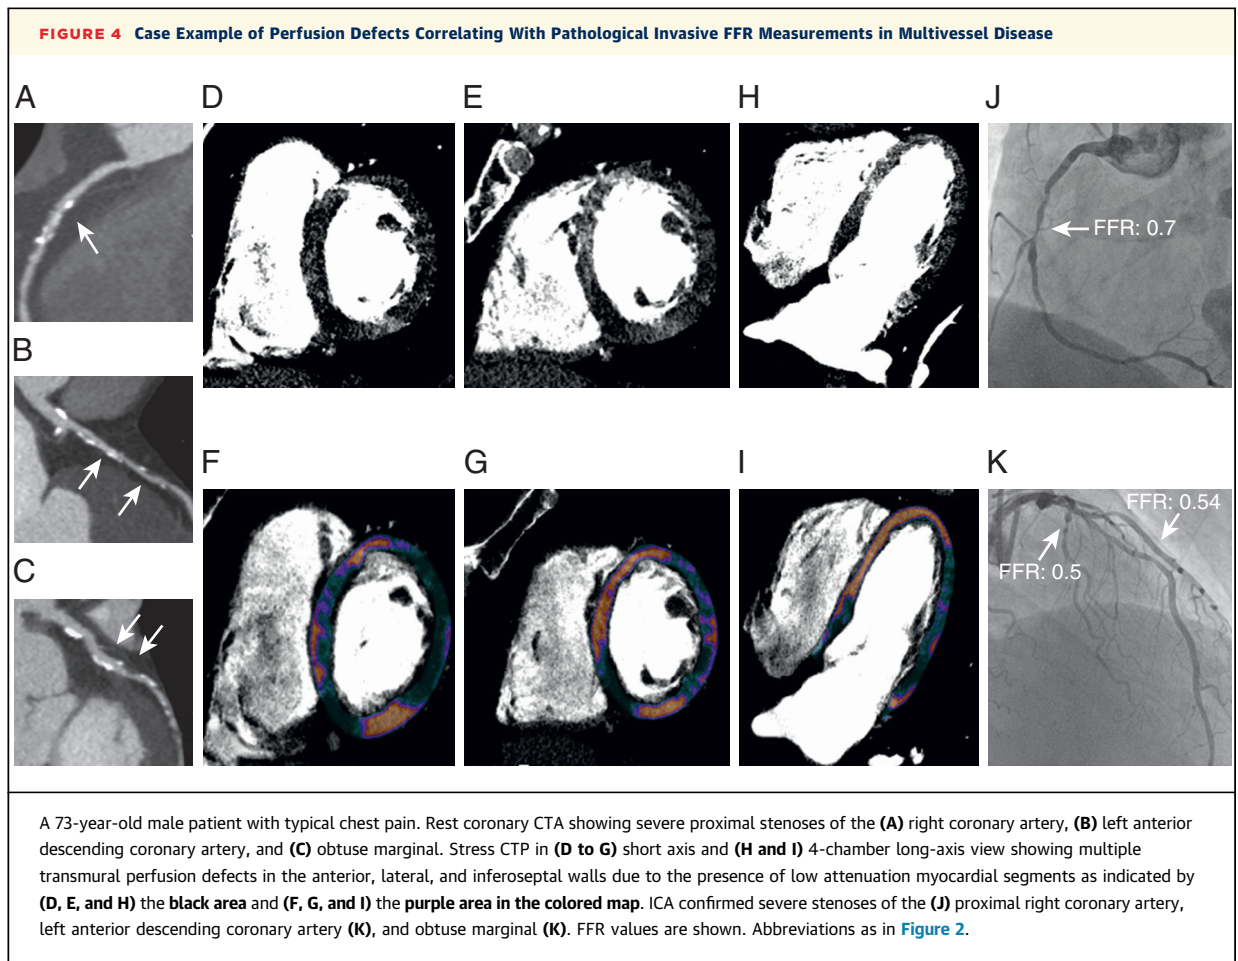 FIGURE 4 Case Example of Perfusion Defects Correlating With Pathological Invasive FFR Measurements in Multivessel Disease
A
D
E
H
J
FFR: 0.7
B
C
F
G
I
K
FFR: 0.54
FFR: 0.5
A 73-year-old male patient with typical chest pain. Rest coronary CTA showing severe proximal stenoses of the (A) right coronary artery, (B) left anterior
descending coronary artery, and (C) obtuse marginal. Stress CTP in (D to G) short axis and (H and I) 4-chamber long-axis view showing multiple
transmural perfusion defects in the anterior, lateral, and inferoseptal walls due to the presence of low attenuation myocardial segments as indicated by
(D, E, and H) the black area and (F, G, and I) the purple area in the colored map. ICA confirmed severe stenoses of the (J) proximal right coronary artery,
left anterior descending coronary artery (K), and obtuse marginal (K). FFR values are shown. Abbreviations as in Figure 2.